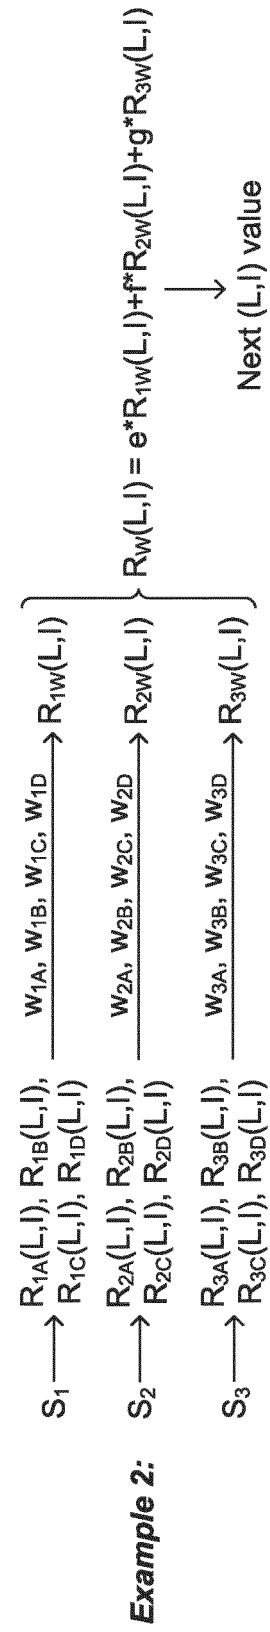 Example 2:
S1 → R1A(L,I), R1B(L,I),
R1C(L,I), R1D(L,I)
w1A, w1B, w1C, w1D
→ R1W(L,I)
S2 → R2A(L,I), R2B(L,I),
R2C(L,I), R2D(L,I)
w2A, w2B, w2C, w2D
→ R2W(L,I)
S3 → R3A(L,I), R3B(L,I),
R3C(L,I), R3D(L,I)
w3A, w3B, w3C, w3D
→ R3W(L,I)
RW(L,I) = e*R1W(L,I)+f*R2W(L,I)+g*R3W(L,I)
Next (L,I) value